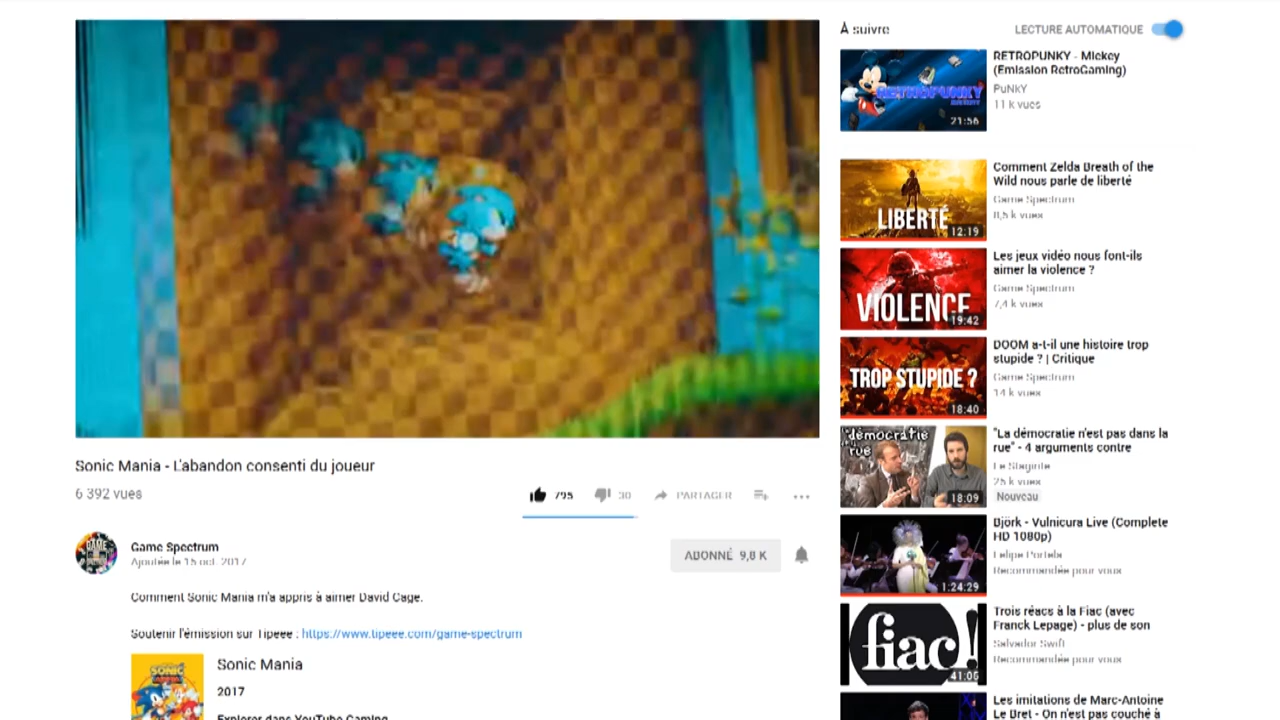 Sonic Mania - L'abandon consenti du joueur
6 392 vues
795
30
PARTAGER
Game Spectrum
Ajoutée le 15 oct. 2017
ABONNÉ 9,8 K
Comment Sonic Mania m'a appris à aimer David Cage.
Soutenir l'émission sur Tipeee : https://www.tipeee.com/game-spectrum
SONIC
Sonic Mania
2017
Explorer dans YouTube Gaming
À suivre
LECTURE AUTOMATIQUE
RETROPUNKY
21:56
RETROPUNKY - Mickey
(Emission RetroGaming)
PuNKY
11 k vues
LIBERTÉ
12:19
Comment Zelda Breath of the
Wild nous parle de liberté
Game Spectrum
8,5 k vues
VIOLENCE
19:42
Les jeux vidéo nous font-ils
aimer la violence ?
Game Spectrum
7,4 k vues
TROP STUPIDE ?
18:40
DOOM a-t-il une histoire trop
stupide ? | Critique
Game Spectrum
14 k vues
démocratie
rue
18:09
"La démocratie n'est pas dans la
rue" - 4 arguments contre
Le Stagirite
25 k vues
Nouveau
1:24:29
Björk - Vulnicura Live (Complete
HD 1080p)
Felipe Portela
Recommandée pour vous
fiac!
41:06
Trois réacs à la Fiac (avec
Franck Lepage) - plus de son
Salvador Swift
Recommandée pour vous
Les imitations de Marc-Antoine
Le Bret - On n'est pas couché à